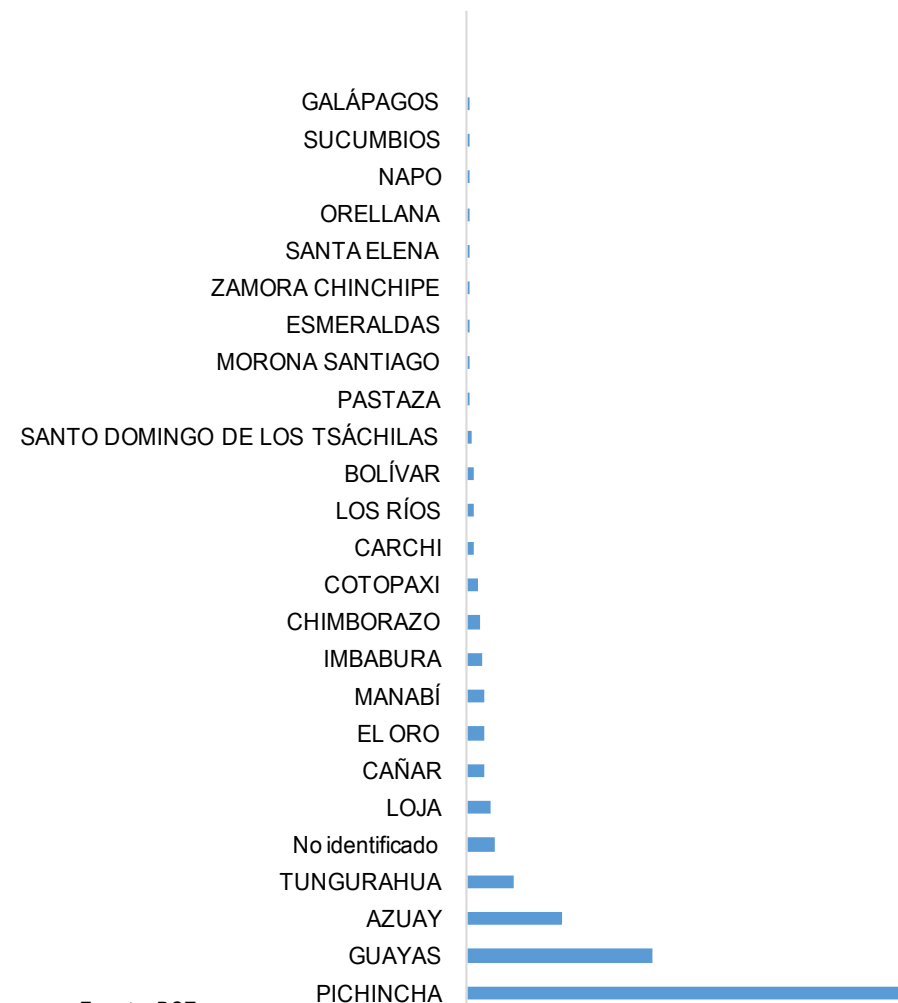 GALÁPAGOS
SUCUMBIOS
NAPO
ORELLANA
SANTA ELENA
ZAMORA CHINCHIPE
ESMERALDAS
MORONA SANTIAGO
PASTAZA
SANTO DOMINGO DE LOS TSÁCHILAS
BOLÍVAR
LOS RÍOS
CARCHI
COTOPAXI
CHIMBORAZO
IMBABURA
MANABÍ
EL ORO
CAÑAR
LOJA
No identificado
TUNGURAHUA
AZUAY
GUAYAS
PICHINCHA